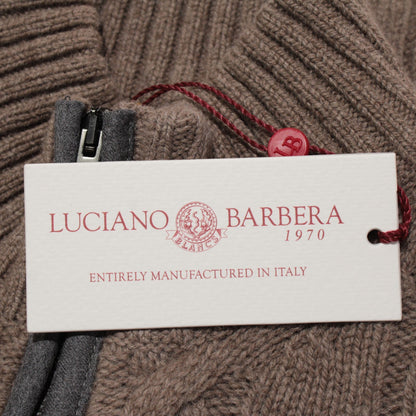 LB
LUCIANO BARBERA
BLANCS
1970
ENTIRELY MANUFACTURED IN ITALY